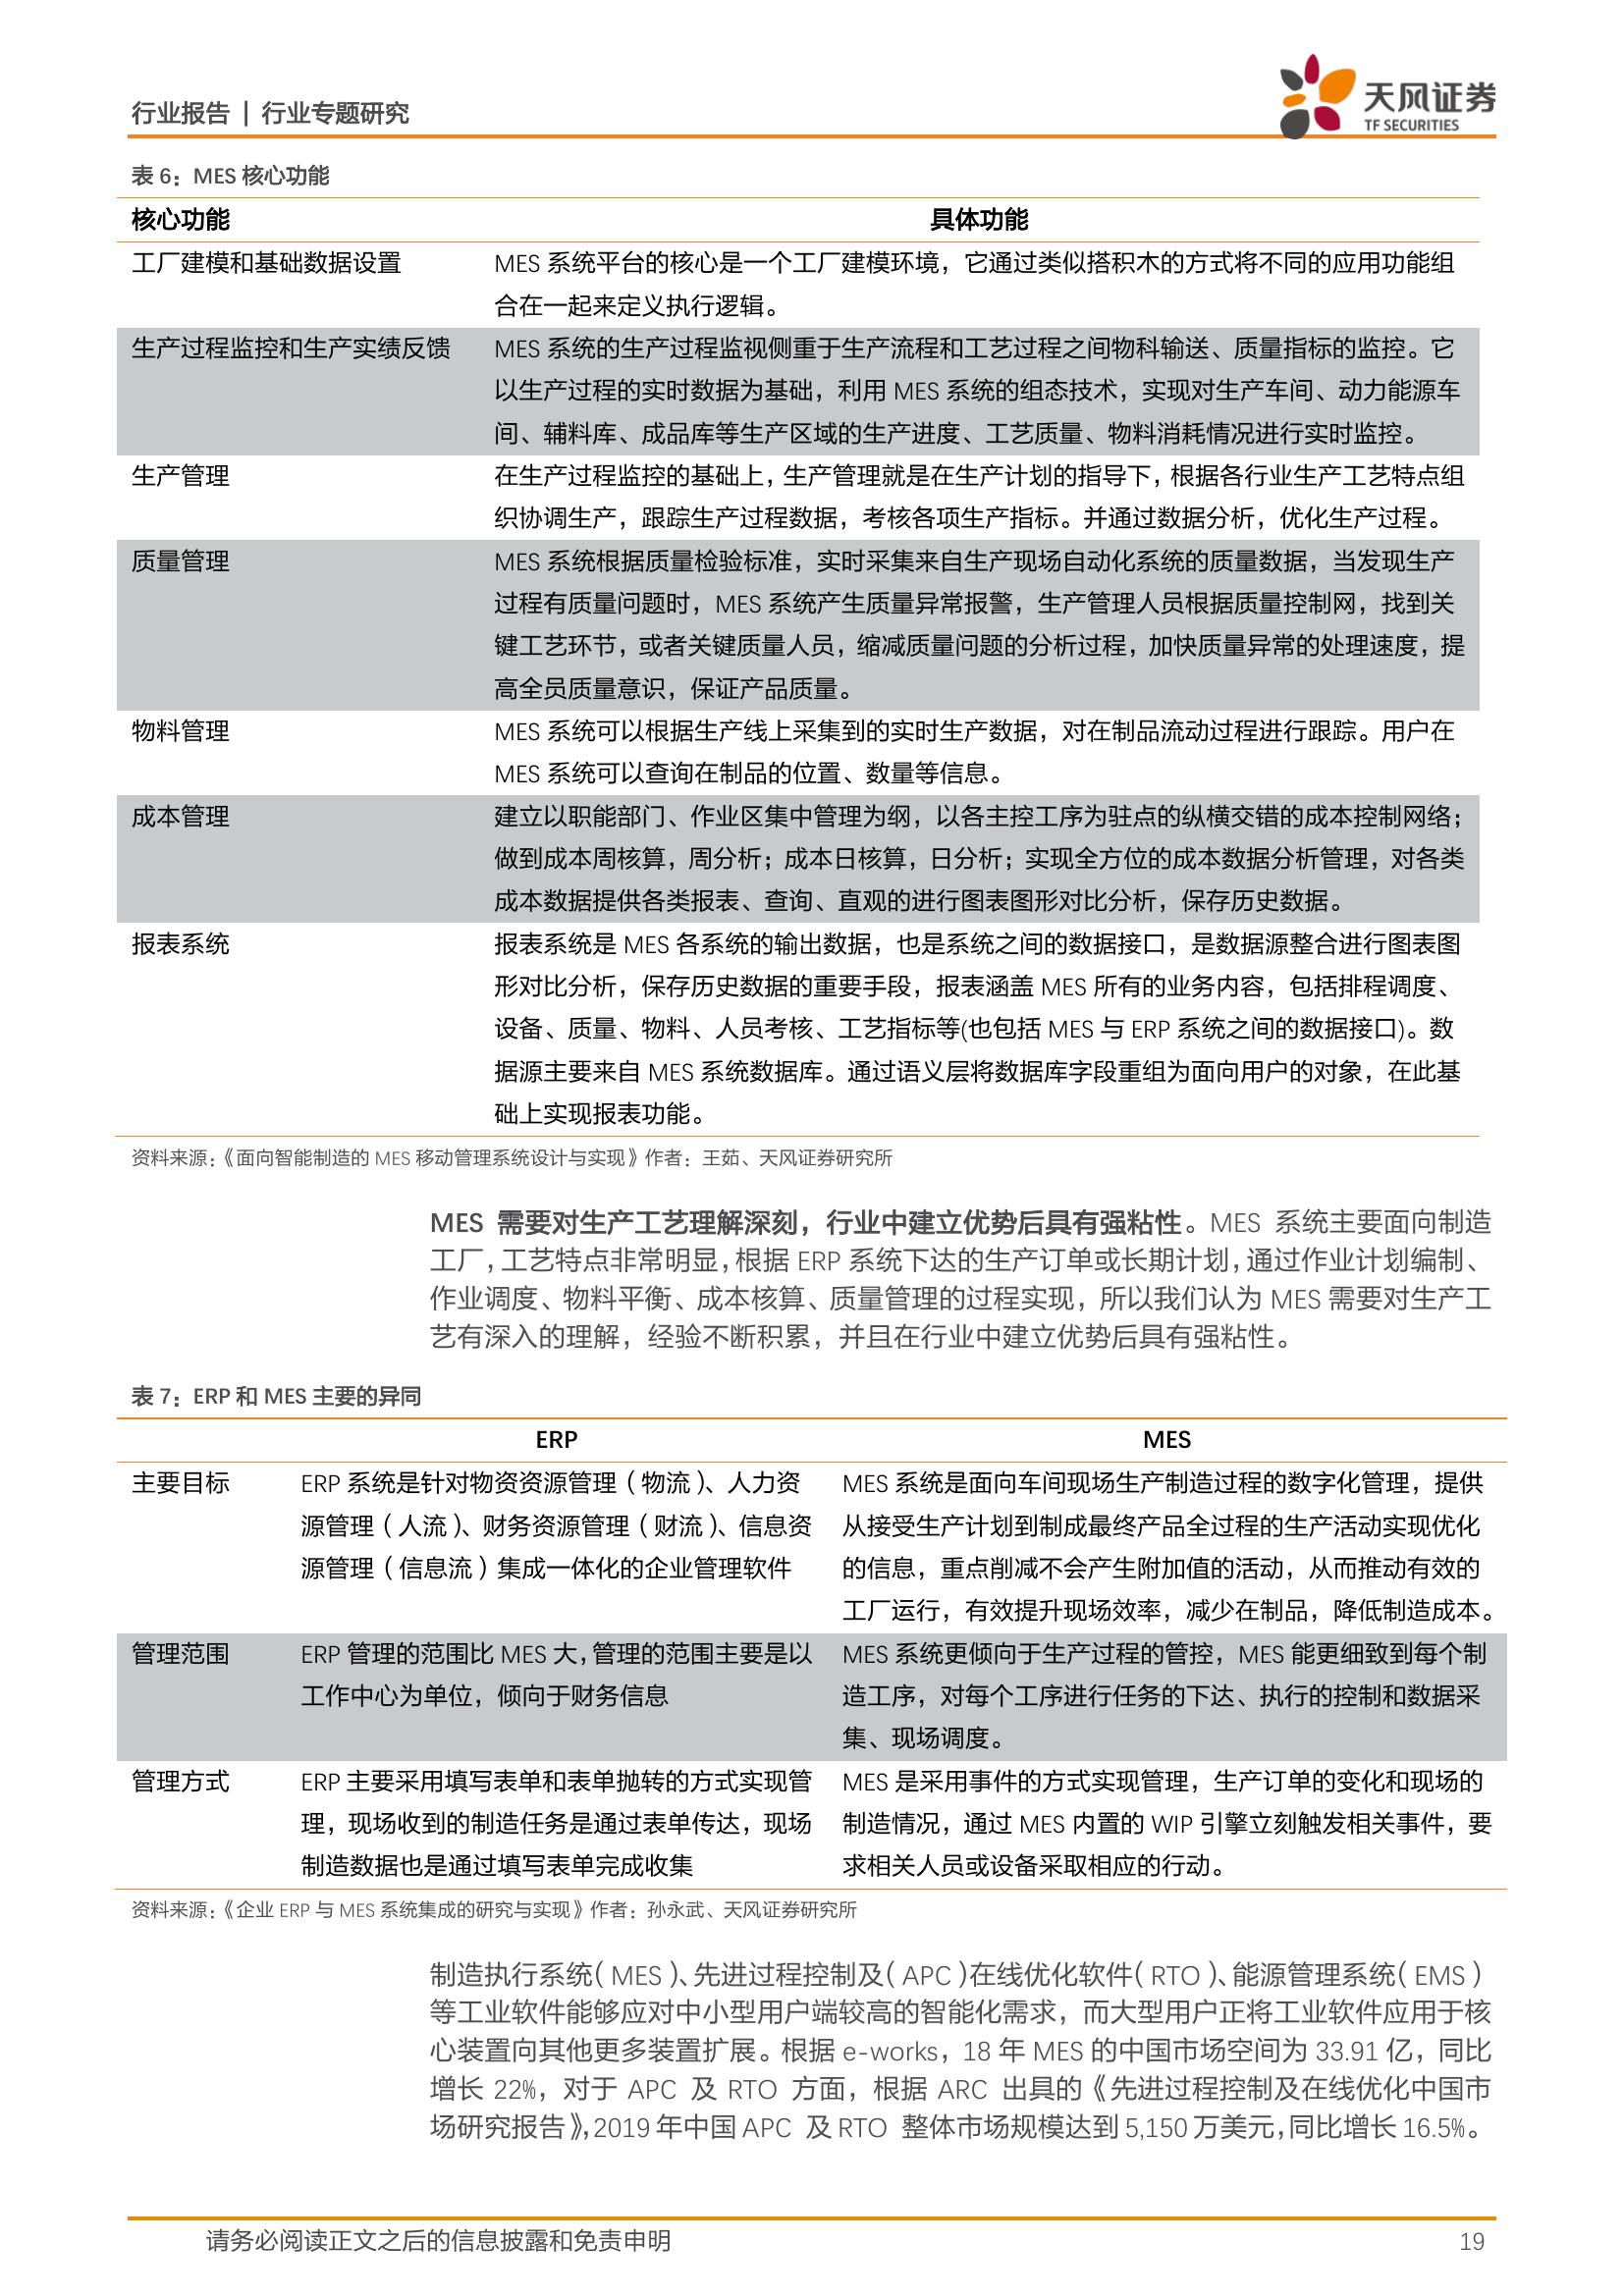 行业报告 | 行业专题研究
天风证券
TF SECURITIES
表 6：MES 核心功能
核心功能 具体功能
工厂建模和基础数据设置 MES 系统平台的核心是一个工厂建模环境，它通过类似搭积木的方式将不同的应用功能组
合在一起来定义执行逻辑。
生产过程监控和生产实绩反馈 MES 系统的生产过程监视侧重于生产流程和工艺过程之间物科输送、质量指标的监控。它
以生产过程的实时数据为基础，利用 MES 系统的组态技术，实现对生产车间、动力能源车
间、辅料库、成品库等生产区域的生产进度、工艺质量、物料消耗情况进行实时监控。
生产管理 在生产过程监控的基础上，生产管理就是在生产计划的指导下，根据各行业生产工艺特点组
织协调生产，跟踪生产过程数据，考核各项生产指标。并通过数据分析，优化生产过程。
质量管理 MES 系统根据质量检验标准，实时采集来自生产现场自动化系统的质量数据，当发现生产
过程有质量问题时，MES 系统产生质量异常报警，生产管理人员根据质量控制网，找到关
键工艺环节，或者关键质量人员，缩减质量问题的分析过程，加快质量异常的处理速度，提
高全员质量意识，保证产品质量。
物料管理 MES 系统可以根据生产线上采集到的实时生产数据，对在制品流动过程进行跟踪。用户在
MES 系统可以查询在制品的位置、数量等信息。
成本管理 建立以职能部门、作业区集中管理为纲，以各主控工序为驻点的纵横交错的成本控制网络；
做到成本周核算，周分析；成本日核算，日分析；实现全方位的成本数据分析管理，对各类
成本数据提供各类报表、查询、直观的进行图表图形对比分析，保存历史数据。
报表系统 报表系统是 MES 各系统的输出数据，也是系统之间的数据接口，是数据源整合进行图表图
形对比分析，保存历史数据的重要手段，报表涵盖 MES 所有的业务内容，包括排程调度、
设备、质量、物料、人员考核、工艺指标等(也包括 MES 与 ERP 系统之间的数据接口)。数
据源主要来自 MES 系统数据库。通过语义层将数据库字段重组为面向用户的对象，在此基
础上实现报表功能。
资料来源：《面向智能制造的 MES 移动管理系统设计与实现》作者：王茹、天风证券研究所
MES 需要对生产工艺理解深刻，行业中建立优势后具有强粘性。MES 系统主要面向制造
工厂，工艺特点非常明显，根据 ERP 系统下达的生产订单或长期计划，通过作业计划编制、
作业调度、物料平衡、成本核算、质量管理的过程实现，所以我们认为 MES 需要对生产工
艺有深入的理解，经验不断积累，并且在行业中建立优势后具有强粘性。
表 7：ERP 和 MES 主要的异同
ERP MES
主要目标 ERP 系统是针对物资资源管理（物流）、人力资 MES 系统是面向车间现场生产制造过程的数字化管理，提供
源管理（人流）、财务资源管理（财流）、信息资 从接受生产计划到制成最终产品全过程的生产活动实现优化
源管理（信息流）集成一体化的企业管理软件 的信息，重点削减不会产生附加值的活动，从而推动有效的
工厂运行，有效提升现场效率，减少在制品，降低制造成本。
管理范围 ERP 管理的范围比 MES 大，管理的范围主要是以 MES 系统更倾向于生产过程的管控，MES 能更细致到每个制
工作中心为单位，倾向于财务信息 造工序，对每个工序进行任务的下达、执行的控制和数据采
集、现场调度。
管理方式 ERP 主要采用填写表单和表单抛转的方式实现管 MES 是采用事件的方式实现管理，生产订单的变化和现场的
理，现场收到的制造任务是通过表单传达，现场 制造情况，通过 MES 内置的 WIP 引擎立刻触发相关事件，要
制造数据也是通过填写表单完成收集 求相关人员或设备采取相应的行动。
资料来源：《企业 ERP 与 MES 系统集成的研究与实现》作者：孙永武、天风证券研究所
制造执行系统（MES）、先进过程控制及（APC）在线优化软件（RTO）、能源管理系统（EMS）
等工业软件能够应对中小型用户端较高的智能化需求，而大型用户正将工业软件应用于核
心装置向其他更多装置扩展。根据 e-works，18 年 MES 的中国市场空间为 33.91 亿，同比
增长 22%，对于 APC 及 RTO 方面，根据 ARC 出具的《先进过程控制及在线优化中国市
场研究报告》，2019 年中国 APC 及 RTO 整体市场规模达到 5,150 万美元，同比增长 16.5%。
请务必阅读正文之后的信息披露和免责申明 19